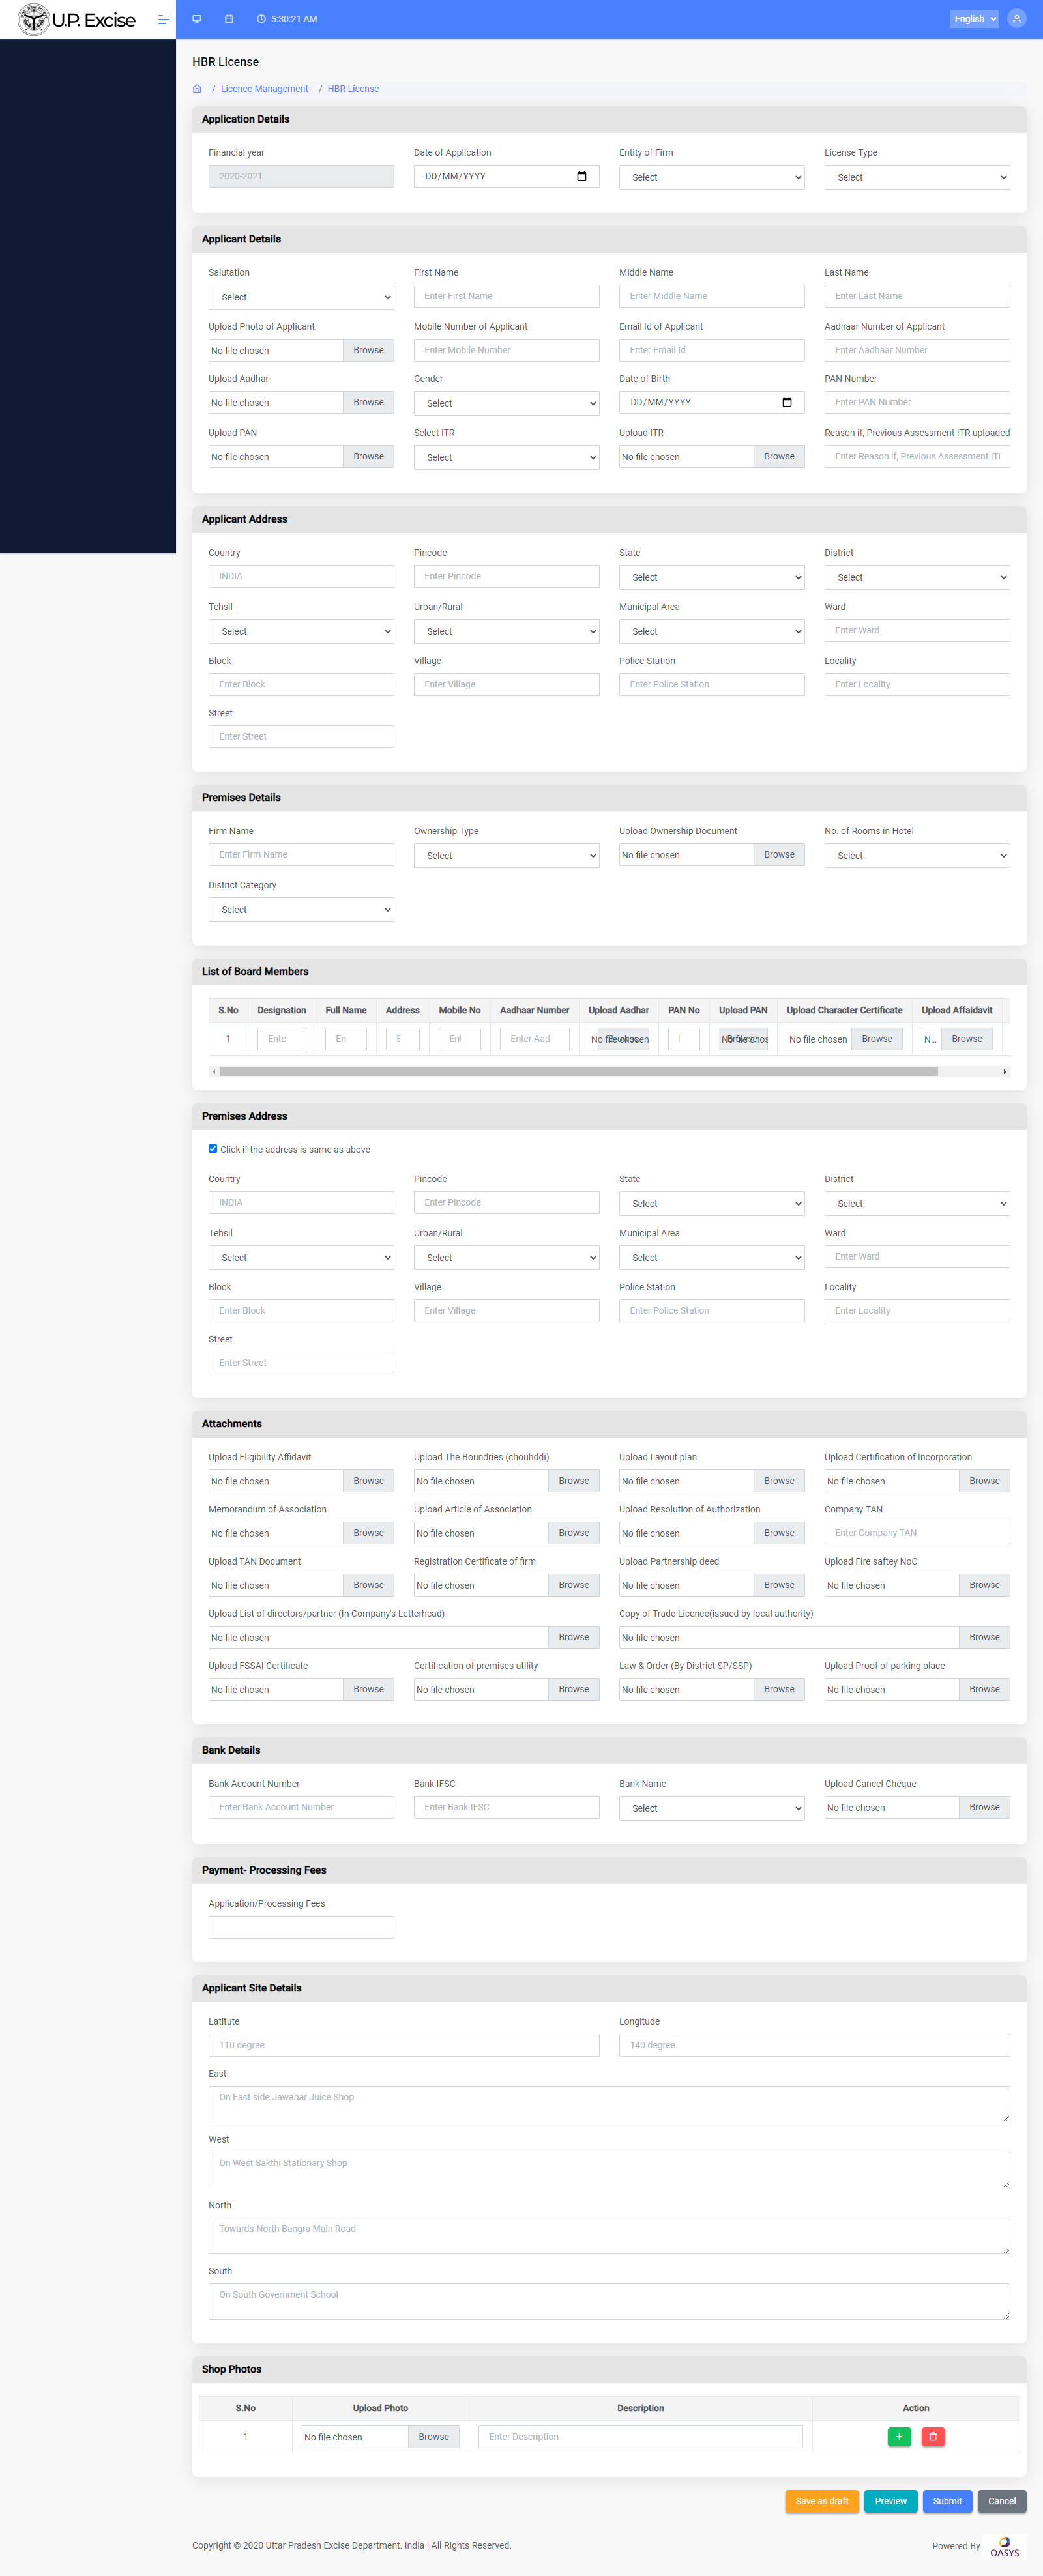 U.P. Excise
5:30:21 AM
English
HBR License
/ Licence Management / HBR License
Application Details
Financial year Date of Application Entity of Firm License Type
2020-2021 DD/MM/YYYY Select Select
Applicant Details
Salutation First Name Middle Name Last Name
Select Enter First Name Enter Middle Name Enter Last Name
Upload Photo of Applicant Mobile Number of Applicant Email Id of Applicant Aadhaar Number of Applicant
No file chosen Browse Enter Mobile Number Enter Email Id Enter Aadhaar Number
Upload Aadhar Gender Date of Birth PAN Number
No file chosen Browse Select DD/MM/YYYY Enter PAN Number
Upload PAN Select ITR Upload ITR Reason if, Previous Assessment ITR uploaded
No file chosen Browse Select No file chosen Browse Enter Reason if, Previous Assessment IT
Applicant Address
Country Pincode State District
INDIA Enter Pincode Select Select
Tehsil Urban/Rural Municipal Area Ward
Select Select Select Enter Ward
Block Village Police Station Locality
Enter Block Enter Village Enter Police Station Enter Locality
Street
Enter Street
Premises Details
Firm Name Ownership Type Upload Ownership Document No. of Rooms in Hotel
Enter Firm Name Select No file chosen Browse Select
District Category
Select
List of Board Members
S.No Designation Full Name Address Mobile No Aadhaar Number Upload Aadhar PAN No Upload PAN Upload Character Certificate Upload Affaidavit
1 Ente En E Ent Enter Aad No file chosen Browse No file chos Browse No file chosen Browse N... Browse
Premises Address
Click if the address is same as above
Country Pincode State District
INDIA Enter Pincode Select Select
Tehsil Urban/Rural Municipal Area Ward
Select Select Select Enter Ward
Block Village Police Station Locality
Enter Block Enter Village Enter Police Station Enter Locality
Street
Enter Street
Attachments
Upload Eligibility Affidavit Upload The Boundries (chouhddi) Upload Layout plan Upload Certification of Incorporation
No file chosen Browse No file chosen Browse No file chosen Browse No file chosen Browse
Memorandum of Association Upload Article of Association Upload Resolution of Authorization Company TAN
No file chosen Browse No file chosen Browse No file chosen Browse Enter Company TAN
Upload TAN Document Registration Certificate of firm Upload Partnership deed Upload Fire saftey NoC
No file chosen Browse No file chosen Browse No file chosen Browse No file chosen Browse
Upload List of directors/partner (In Company's Letterhead) Copy of Trade Licence(issued by local authority)
No file chosen Browse No file chosen Browse
Upload FSSAI Certificate Certification of premises utility Law & Order (By District SP/SSP) Upload Proof of parking place
No file chosen Browse No file chosen Browse No file chosen Browse No file chosen Browse
Bank Details
Bank Account Number Bank IFSC Bank Name Upload Cancel Cheque
Enter Bank Account Number Enter Bank IFSC Select No file chosen Browse
Payment- Processing Fees
Application/Processing Fees
Applicant Site Details
Latitute Longitude
110 degree 140 degree
East
On East side Jawahar Juice Shop
West
On West Sakthi Stationary Shop
North
Towards North Bangra Main Road
South
On South Government School
Shop Photos
S.No Upload Photo Description Action
1 No file chosen Browse Enter Description
Save as draft Preview Submit Cancel
Copyright © 2020 Uttar Pradesh Excise Department. India | All Rights Reserved. Powered By OASYS